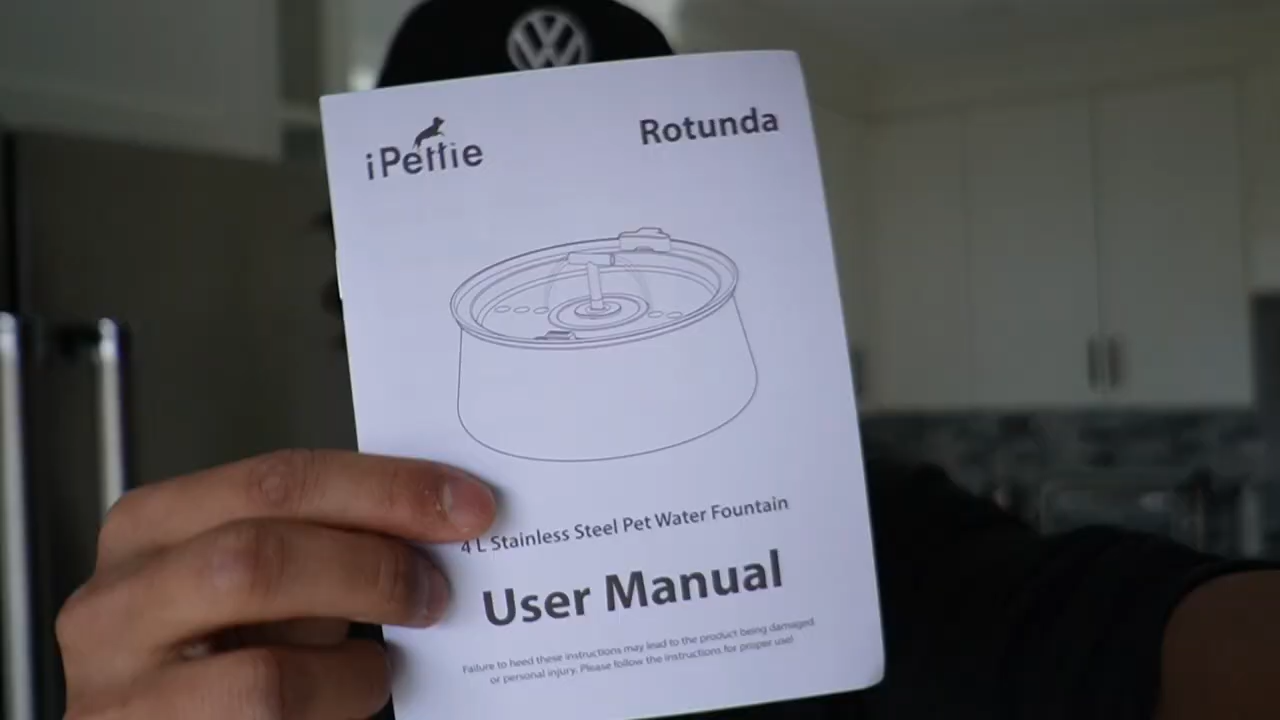 VW
iPettie
Rotunda
4 L Stainless Steel Pet Water Fountain
User Manual
Failure to heed these instructions may lead to the product being damaged
or personal injury. Please follow the instructions for proper use!